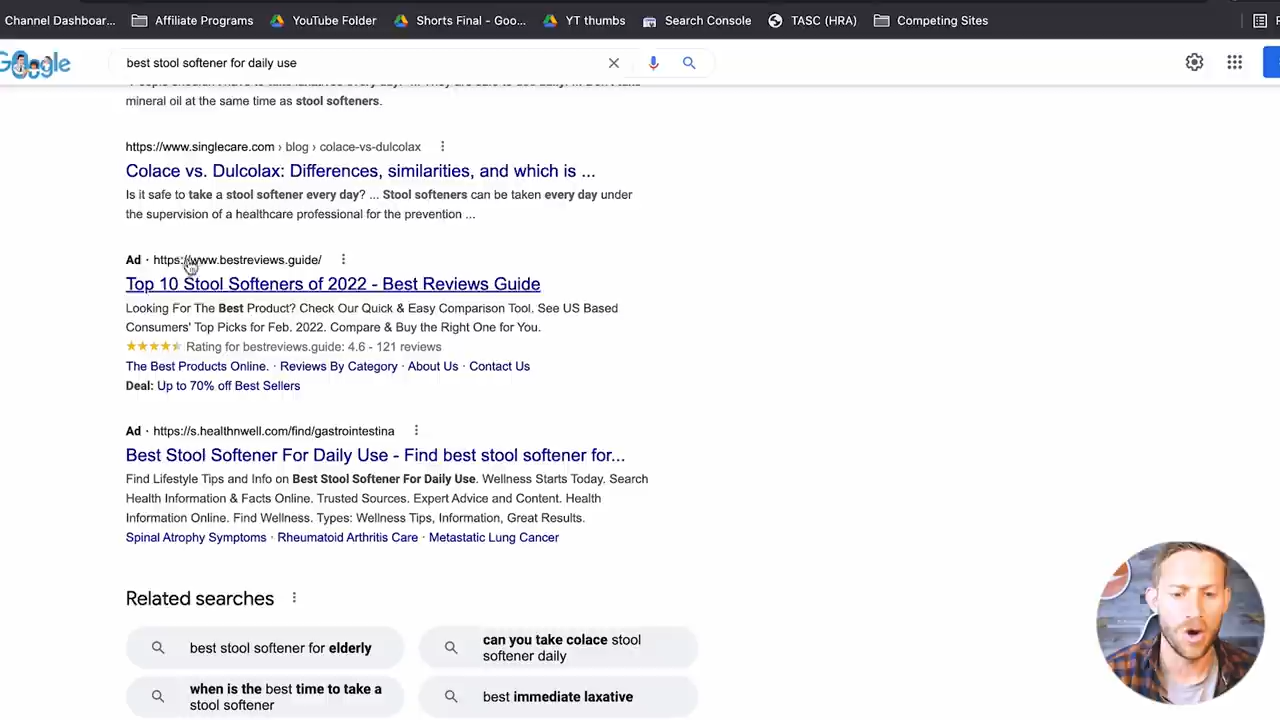 Channel Dashboar... Affiliate Programs YouTube Folder Shorts Final - Goo... YT thumbs Search Console TASC (HRA) Competing Sites
Google best stool softener for daily use
mineral oil at the same time as stool softeners.
https://www.singlecare.com › blog › colace-vs-dulcolax
Colace vs. Dulcolax: Differences, similarities, and which is ...
Is it safe to take a stool softener every day? ... Stool softeners can be taken every day under
the supervision of a healthcare professional for the prevention ...
Ad · https://www.bestreviews.guide/
Top 10 Stool Softeners of 2022 - Best Reviews Guide
Looking For The Best Product? Check Our Quick & Easy Comparison Tool. See US Based
Consumers' Top Picks for Feb. 2022. Compare & Buy the Right One for You.
Rating for bestreviews.guide: 4.6 - 121 reviews
The Best Products Online. · Reviews By Category · About Us · Contact Us
Deal: Up to 70% off Best Sellers
Ad · https://s.healthnwell.com/find/gastrointestina
Best Stool Softener For Daily Use - Find best stool softener for...
Find Lifestyle Tips and Info on Best Stool Softener For Daily Use. Wellness Starts Today. Search
Health Information & Facts Online. Trusted Sources. Expert Advice and Content. Health
Information Online. Find Wellness. Types: Wellness Tips, Information, Great Results.
Spinal Atrophy Symptoms · Rheumatoid Arthritis Care · Metastatic Lung Cancer
Related searches
best stool softener for elderly
can you take colace stool
softener daily
when is the best time to take a
stool softener
best immediate laxative